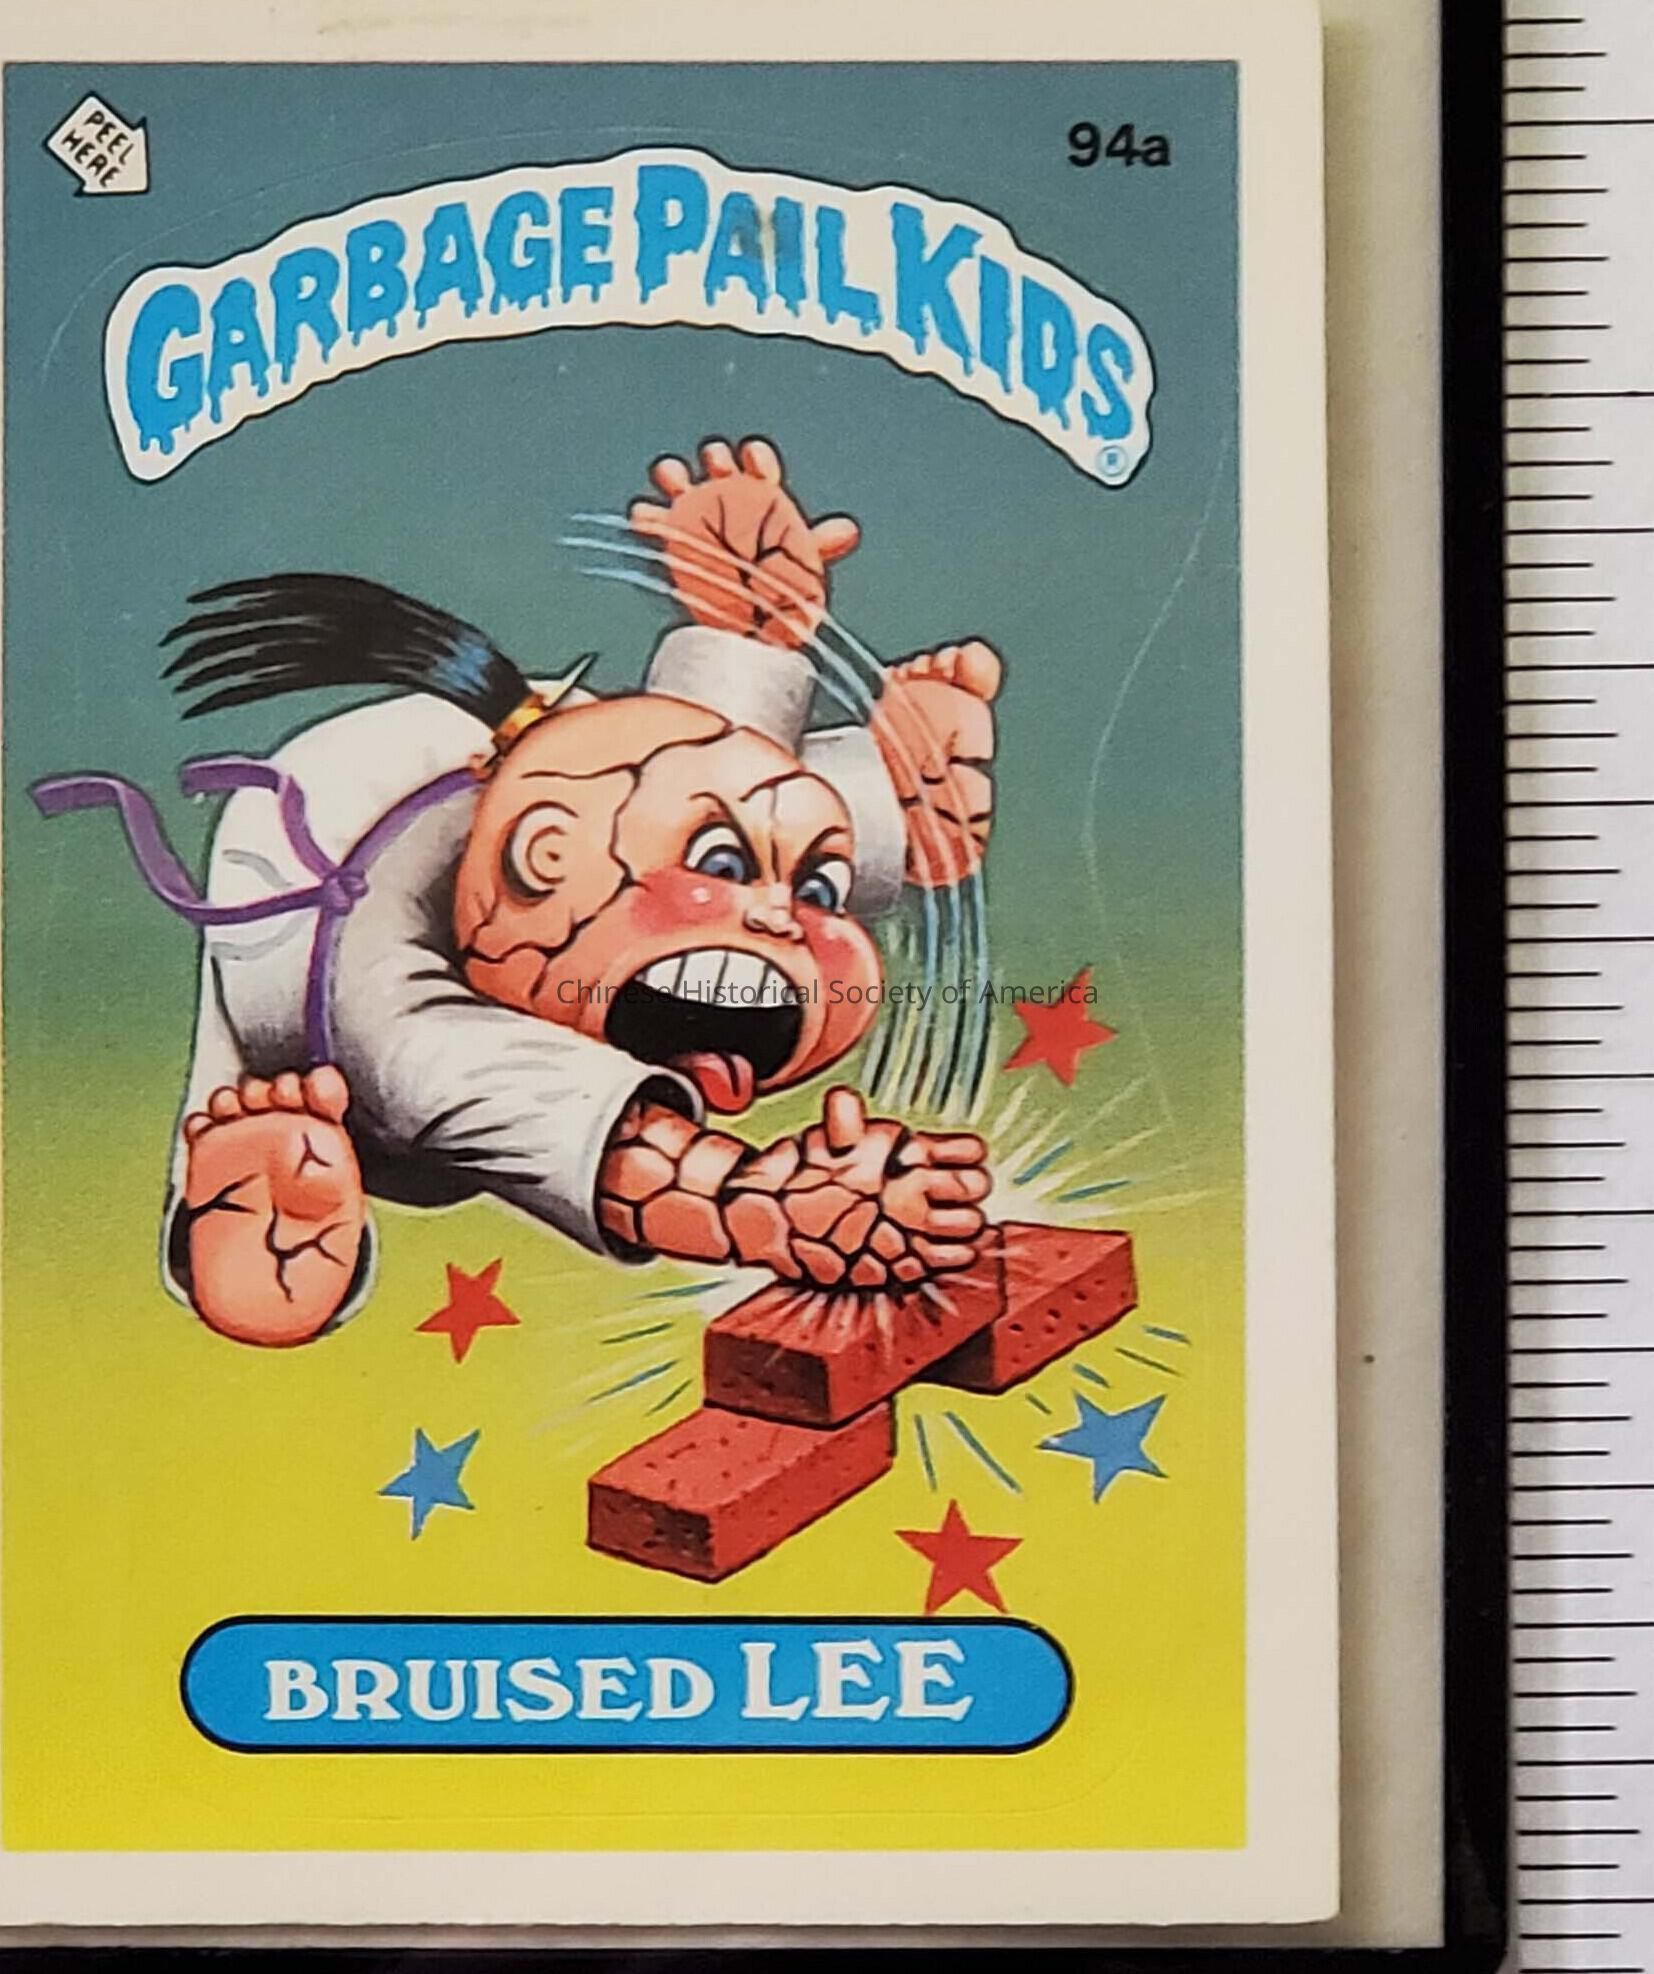 PEEL
HERE
94a
GARBAGE PAIL KIDS
®
Chinese Historical Society of America
BRUISED LEE